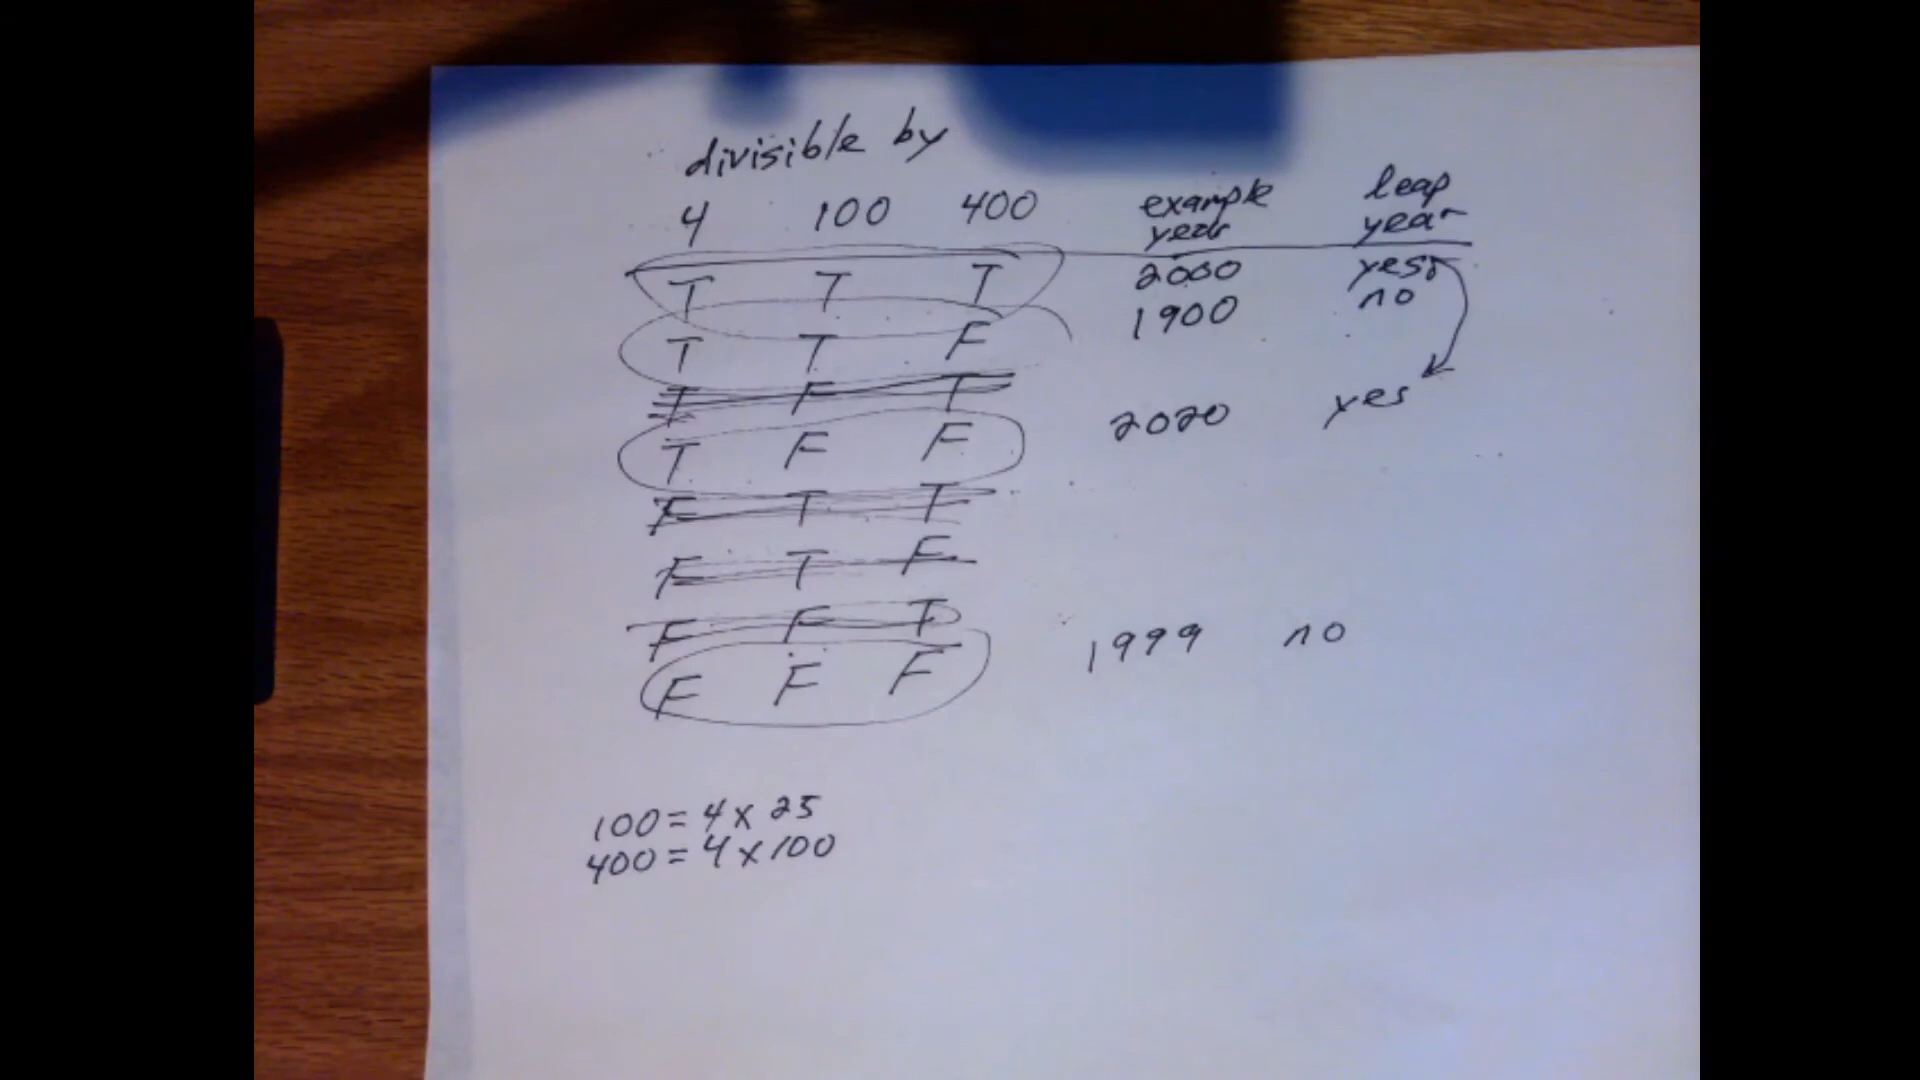 divisible by
4 100 400 example year leap year
T T T 2000 yes
T T F 1900 no
T F T
T F F 2020 yes
F T T
F T F
F F T
F F F 1999 no
100 = 4 x 25
400 = 4 x 100